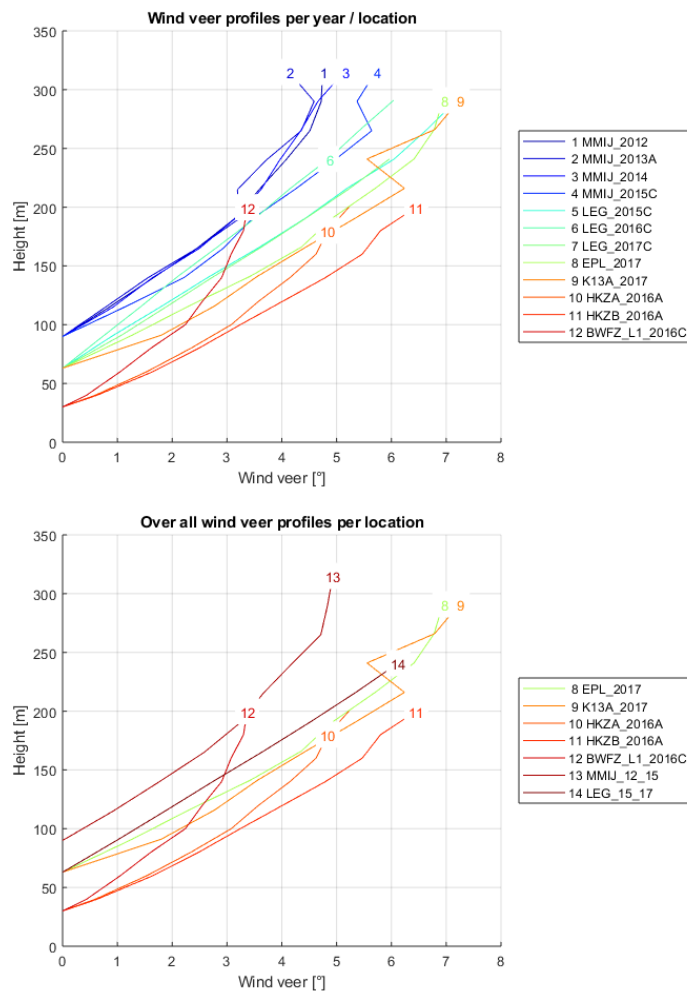 Wind veer profiles per year / location
350
300
250
200
150
100
50
0
Height [m]
0 1 2 3 4 5 6 7 8
Wind veer [°]
2 1 3 4
8 9
6
12 11
10
1 MMIJ_2012
2 MMIJ_2013A
3 MMIJ_2014
4 MMIJ_2015C
5 LEG_2015C
6 LEG_2016C
7 LEG_2017C
8 EPL_2017
9 K13A_2017
10 HKZA_2016A
11 HKZB_2016A
12 BWFZ_L1_2016C
Over all wind veer profiles per location
350
300
250
200
150
100
50
0
Height [m]
0 1 2 3 4 5 6 7 8
Wind veer [°]
13
8 9
14
12 11
10
8 EPL_2017
9 K13A_2017
10 HKZA_2016A
11 HKZB_2016A
12 BWFZ_L1_2016C
13 MMIJ_12_15
14 LEG_15_17